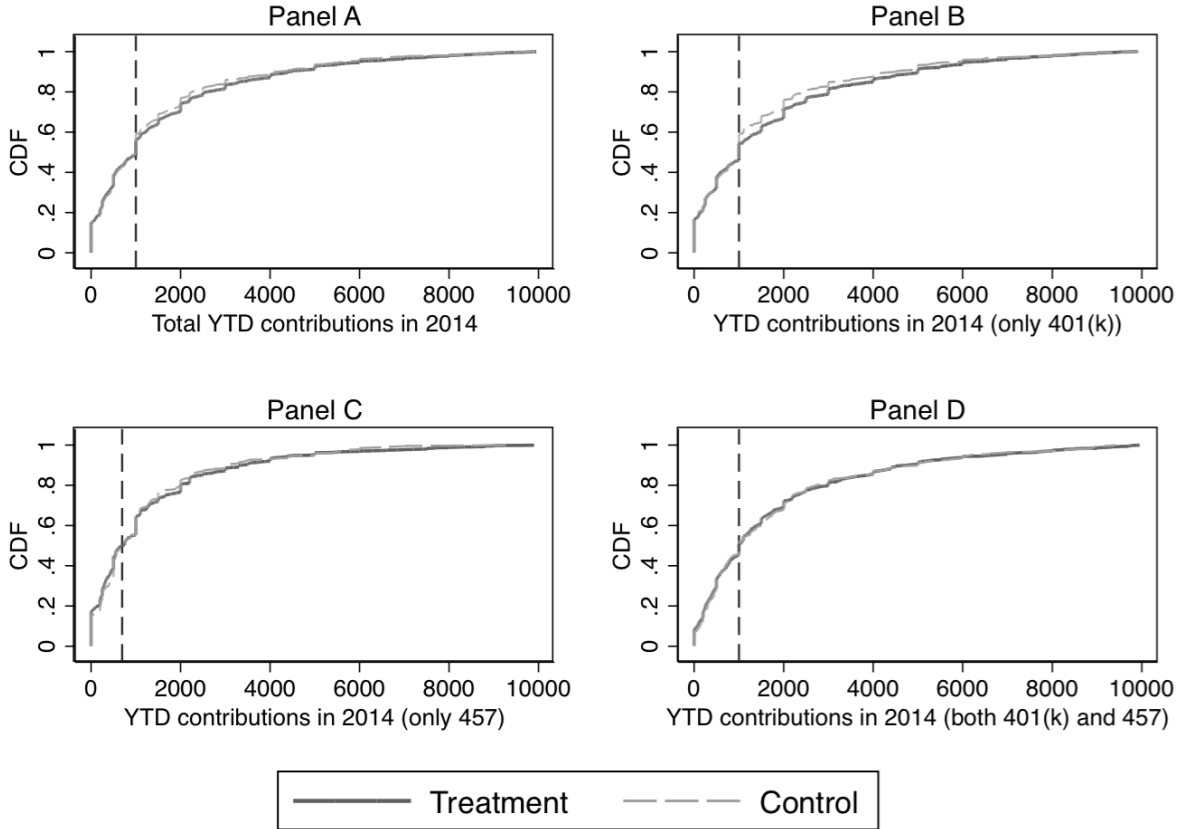 Panel A
CDF
0
.2
.4
.6
.8
1
0 2000 4000 6000 8000 10000
Total YTD contributions in 2014
Panel B
CDF
0
.2
.4
.6
.8
1
0 2000 4000 6000 8000 10000
YTD contributions in 2014 (only 401(k))
Panel C
CDF
0
.2
.4
.6
.8
1
0 2000 4000 6000 8000 10000
YTD contributions in 2014 (only 457)
Panel D
CDF
0
.2
.4
.6
.8
1
0 2000 4000 6000 8000 10000
YTD contributions in 2014 (both 401(k) and 457)
Treatment Control